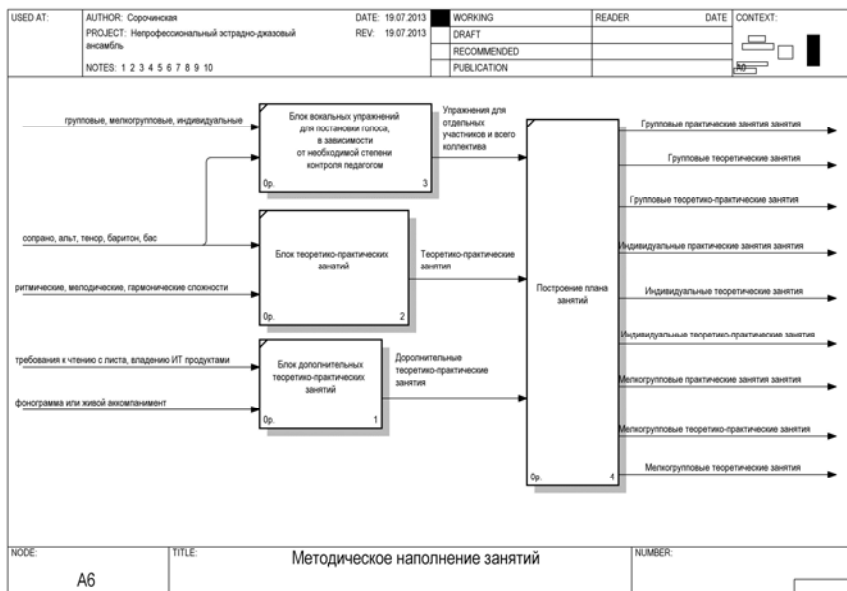 USED AT:
AUTHOR: Сорочинская
DATE: 19.07.2013
WORKING
READER
DATE
CONTEXT:
PROJECT: Непрофессиональный эстрадно-джазовый
ансамбль
REV: 19.07.2013
DRAFT
RECOMMENDED
NOTES: 1 2 3 4 5 6 7 8 9 10
PUBLICATION
A0
групповые, мелкогрупповые, индивидуальные
Блок вокальных упражнений
для постановки голоса,
в зависимости
от необходимой степени
контроля педагогом
0р.
3
Упражнения для
отдельных
участников и всего
коллектива
сопрано, альт, тенор, баритон, бас
ритмические, мелодические, гармонические сложности
Блок теоретико-практических
занатий
0р.
2
Теоретико-практические
занятия
требования к чтению с листа, владению ИТ продуктами
фонограмма или живой аккомпанимент
Блок дополнительных
теоретико-практических
занятий
0р.
1
Дополнительные
теоретико-практические
занятия
Построение плана
занятий
0р.
4
Групповые практические занятия занятия
Групповые теоретические занятия
Групповые теоретико-практические занятия
Индивидуальные практические занятия занятия
Индивидуальные теоретические занятия
Индивидуальные теоретико-практические занятия
Мелкогрупповые практические занятия занятия
Мелкогрупповые теоретико-практические занятия
Мелкогрупповые теоретические занятия
NODE:
A6
TITLE:
Методическое наполнение занятий
NUMBER: